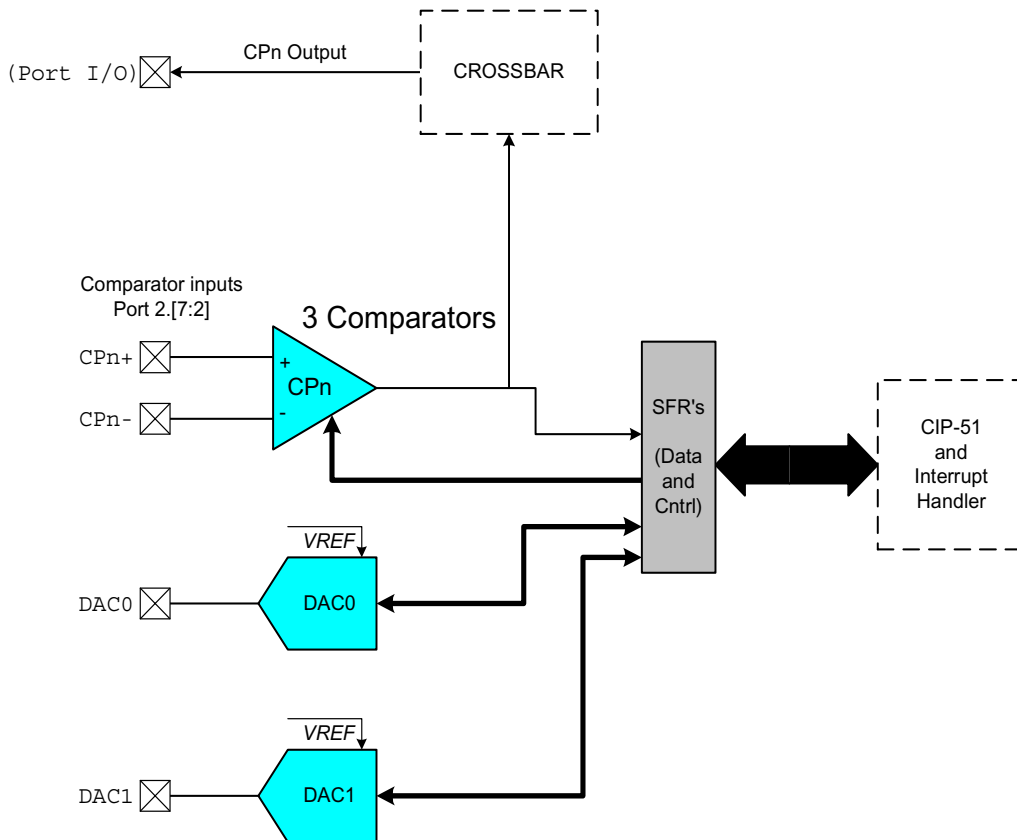 CPn Output
(Port I/O)
CROSSBAR
Comparator inputs
Port 2.[7:2]
3 Comparators
CPn+
+
CPn
CPn-
-
SFR's
(Data
and
Cntrl)
CIP-51
and
Interrupt
Handler
VREF
DAC0
DAC0
VREF
DAC1
DAC1